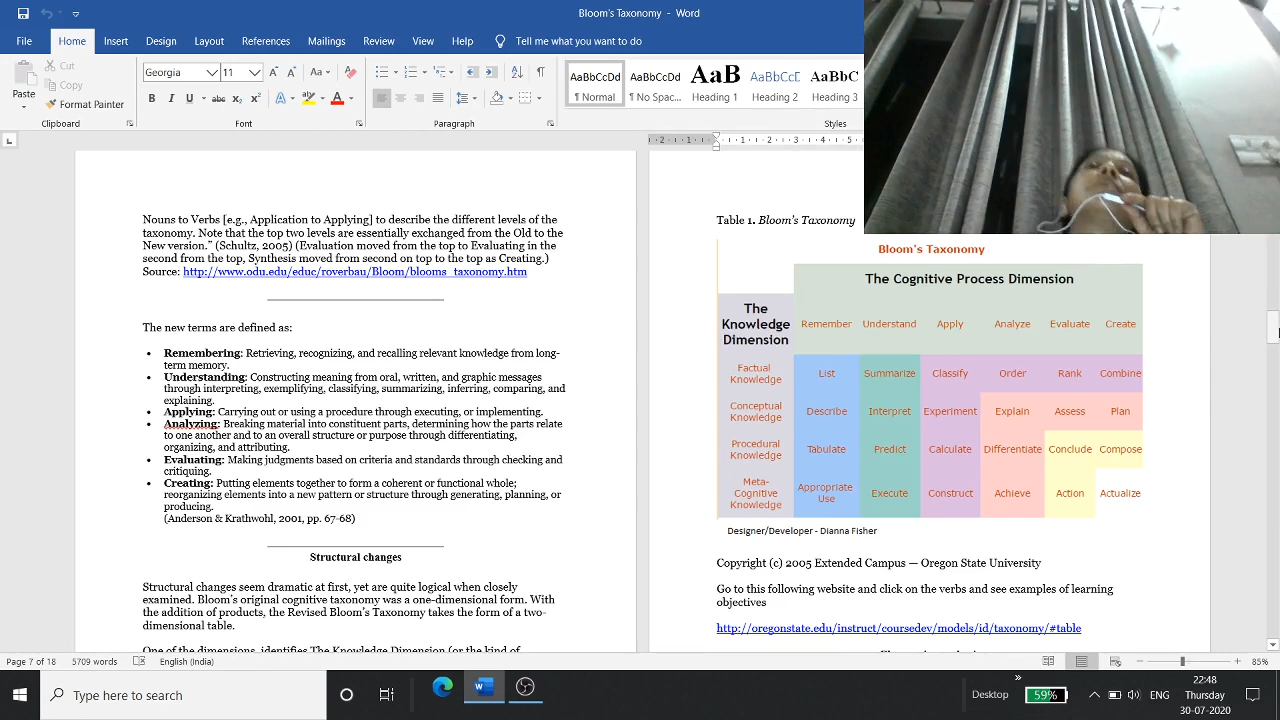 Bloom's Taxonomy - Word
File
Home
Insert
Design
Layout
References
Mailings
Review
View
Help
Tell me what you want to do
Paste
Cut
Copy
Format Painter
Clipboard
Georgia
11
Font
Paragraph
AaBbCcDd
¶ Normal
AaBbCcDd
¶ No Spac...
AaB
Heading 1
AaBbCcD
Heading 2
AaBbC
Heading 3
Styles
Nouns to Verbs [e.g., Application to Applying] to describe the different levels of the
taxonomy. Note that the top two levels are essentially exchanged from the Old to the
New version." (Schultz, 2005) (Evaluation moved from the top to Evaluating in the
second from the top, Synthesis moved from second on top to the top as Creating.)
Source: http://www.odu.edu/educ/roverbau/Bloom/blooms_taxonomy.htm
The new terms are defined as:
• Remembering: Retrieving, recognizing, and recalling relevant knowledge from long-
term memory.
• Understanding: Constructing meaning from oral, written, and graphic messages
through interpreting, exemplifying, classifying, summarizing, inferring, comparing, and
explaining.
• Applying: Carrying out or using a procedure through executing, or implementing.
• Analyzing: Breaking material into constituent parts, determining how the parts relate
to one another and to an overall structure or purpose through differentiating,
organizing, and attributing.
• Evaluating: Making judgments based on criteria and standards through checking and
critiquing.
• Creating: Putting elements together to form a coherent or functional whole;
reorganizing elements into a new pattern or structure through generating, planning, or
producing.
(Anderson & Krathwohl, 2001, pp. 67-68)
Structural changes
Structural changes seem dramatic at first, yet are quite logical when closely
examined. Bloom's original cognitive taxonomy was a one-dimensional form. With
the addition of products, the Revised Bloom's Taxonomy takes the form of a two-
dimensional table.
One of the dimensions, identifies The Knowledge Dimension (or the kind of
Table 1. Bloom's Taxonomy
Bloom's Taxonomy
The Cognitive Process Dimension
The
Knowledge
Dimension
Remember Understand Apply Analyze Evaluate Create
Factual
Knowledge
List Summarize Classify Order Rank Combine
Conceptual
Knowledge
Describe Interpret Experiment Explain Assess Plan
Procedural
Knowledge
Tabulate Predict Calculate Differentiate Conclude Compose
Meta-
Cognitive
Knowledge
Appropriate
Use
Execute Construct Achieve Action Actualize
Designer/Developer - Dianna Fisher
Copyright (c) 2005 Extended Campus — Oregon State University
Go to this following website and click on the verbs and see examples of learning
objectives
http://oregonstate.edu/instruct/coursedev/models/id/taxonomy/#table
Page 7 of 18
5709 words
English (India)
85%
Type here to search
Desktop
59%
ENG
22:48
Thursday
30-07-2020